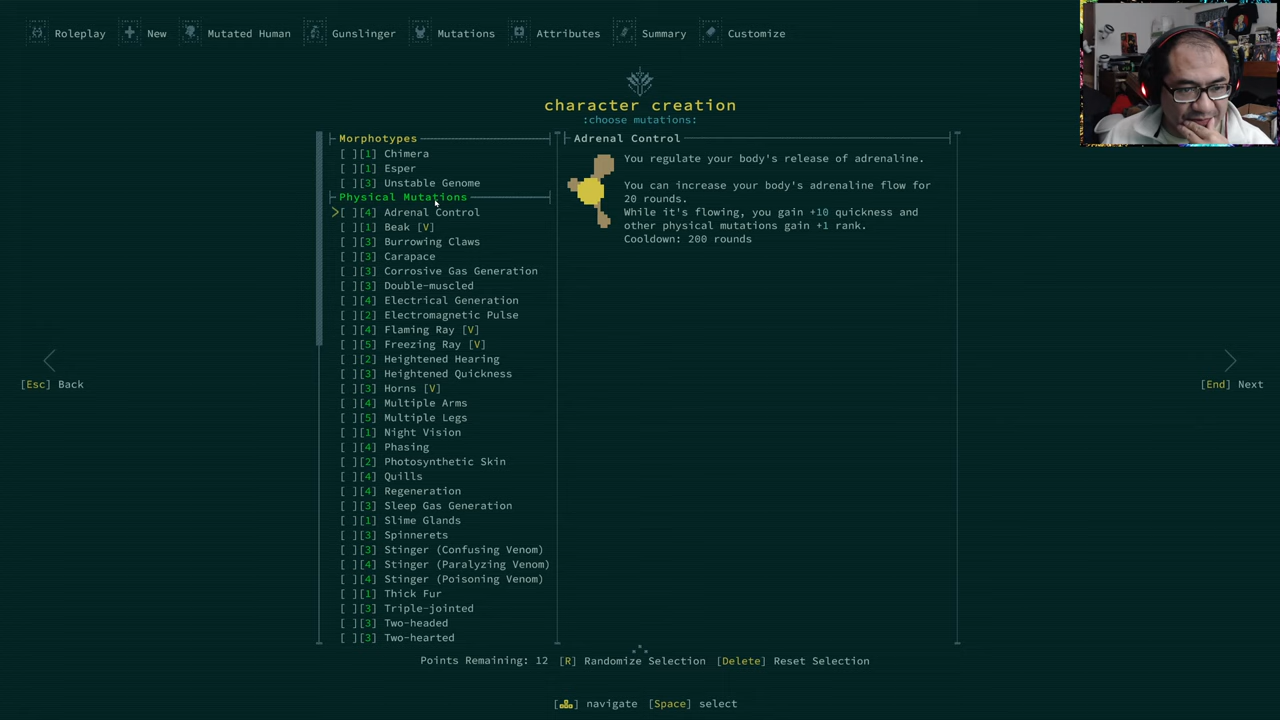 Roleplay New Mutated Human Gunslinger Mutations Attributes Summary Customize
character creation
:choose mutations:
Morphotypes
[ ][1] Chimera
[ ][1] Esper
[ ][3] Unstable Genome
Physical Mutations
>[ ][4] Adrenal Control
[ ][1] Beak [V]
[ ][3] Burrowing Claws
[ ][3] Carapace
[ ][3] Corrosive Gas Generation
[ ][3] Double-muscled
[ ][4] Electrical Generation
[ ][2] Electromagnetic Pulse
[ ][4] Flaming Ray [V]
[ ][5] Freezing Ray [V]
[ ][2] Heightened Hearing
[ ][3] Heightened Quickness
[ ][3] Horns [V]
[ ][4] Multiple Arms
[ ][5] Multiple Legs
[ ][1] Night Vision
[ ][4] Phasing
[ ][2] Photosynthetic Skin
[ ][4] Quills
[ ][4] Regeneration
[ ][3] Sleep Gas Generation
[ ][1] Slime Glands
[ ][3] Spinnerets
[ ][3] Stinger (Confusing Venom)
[ ][4] Stinger (Paralyzing Venom)
[ ][4] Stinger (Poisoning Venom)
[ ][1] Thick Fur
[ ][3] Triple-jointed
[ ][3] Two-headed
[ ][3] Two-hearted
Adrenal Control
You regulate your body's release of adrenaline.
You can increase your body's adrenaline flow for
20 rounds.
While it's flowing, you gain +10 quickness and
other physical mutations gain +1 rank.
Cooldown: 200 rounds
[Esc] Back
[End] Next
Points Remaining: 12 [R] Randomize Selection [Delete] Reset Selection
navigate [Space] select